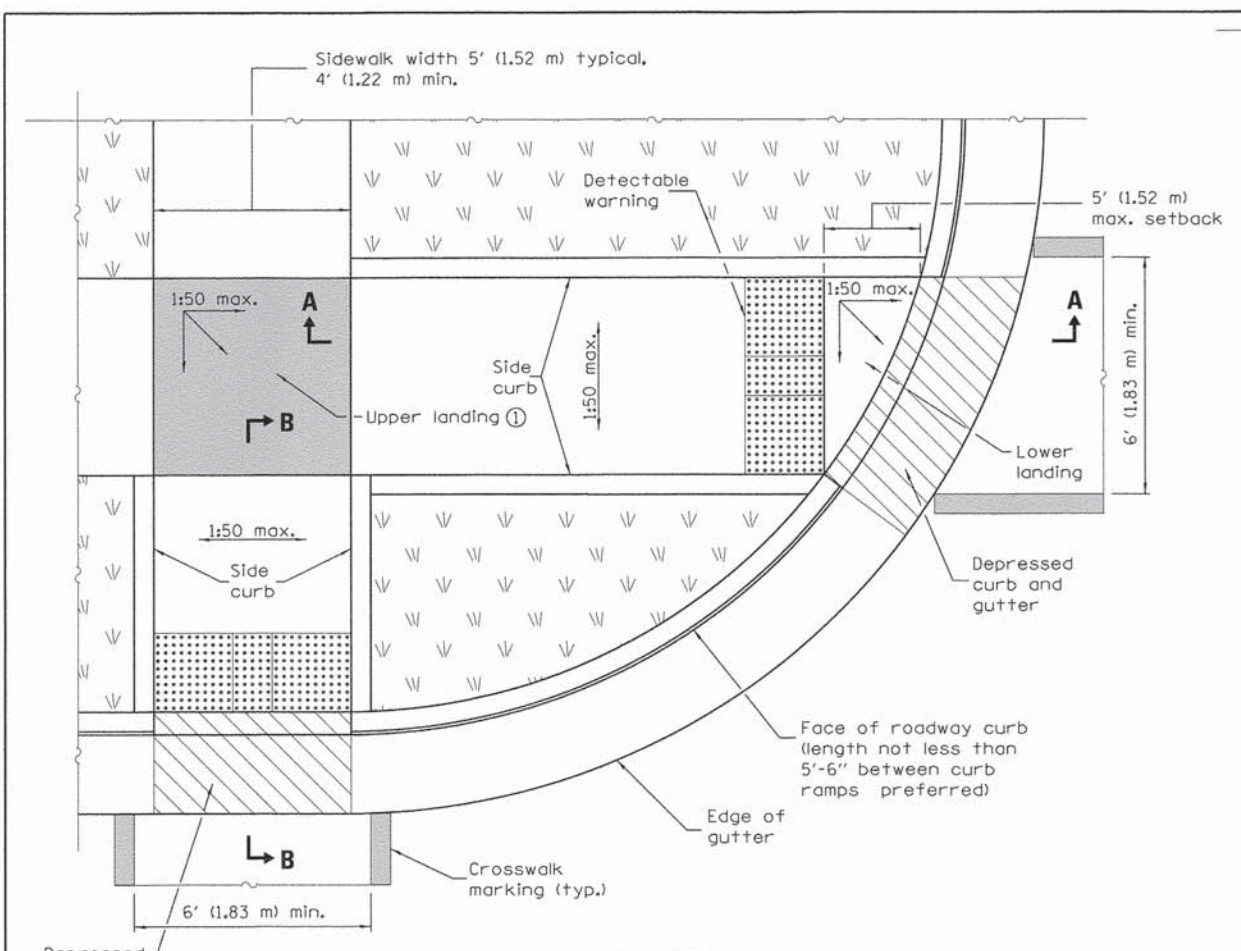 Sidewalk width 5' (1.52 m) typical.
4' (1.22 m) min.
Detectable
warning
5' (1.52 m)
max. setback
1:50 max.
A
1:50 max.
A
Side
curb
1:50 max.
Upper landing ①
B
6' (1.83 m) min.
Lower
landing
1:50 max.
Side
curb
Depressed
curb and
gutter
Face of roadway curb
(length not less than
5'-6" between curb
ramps preferred)
Edge of
gutter
B
Crosswalk
marking (typ.)
6' (1.83 m) min.
Depressed